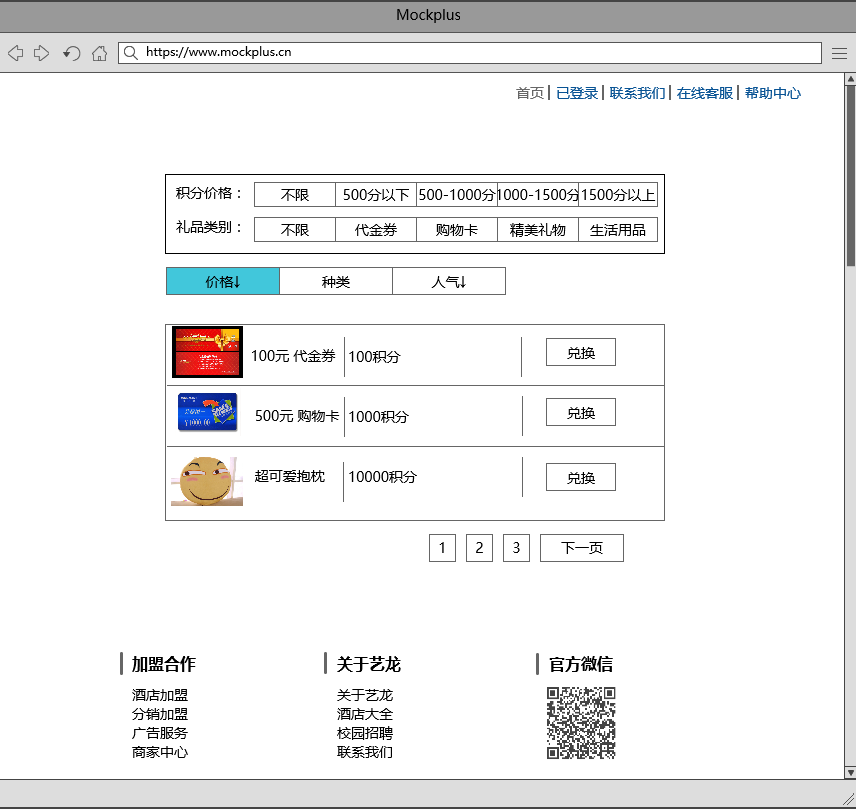 Mockplus
https://www.mockplus.cn
首页 | 已登录 | 联系我们 | 在线客服 | 帮助中心
积分价格： 不限 500分以下 500-1000分 1000-1500分 1500分以上
礼品类别： 不限 代金券 购物卡 精美礼物 生活用品
价格↓ 种类 人气↓
100元 代金券 100积分 兑换
500元 购物卡 1000积分 兑换
超可爱抱枕 10000积分 兑换
1 2 3 下一页
加盟合作 关于艺龙 官方微信
酒店加盟 关于艺龙
分销加盟 酒店大全
广告服务 校园招聘
商家中心 联系我们